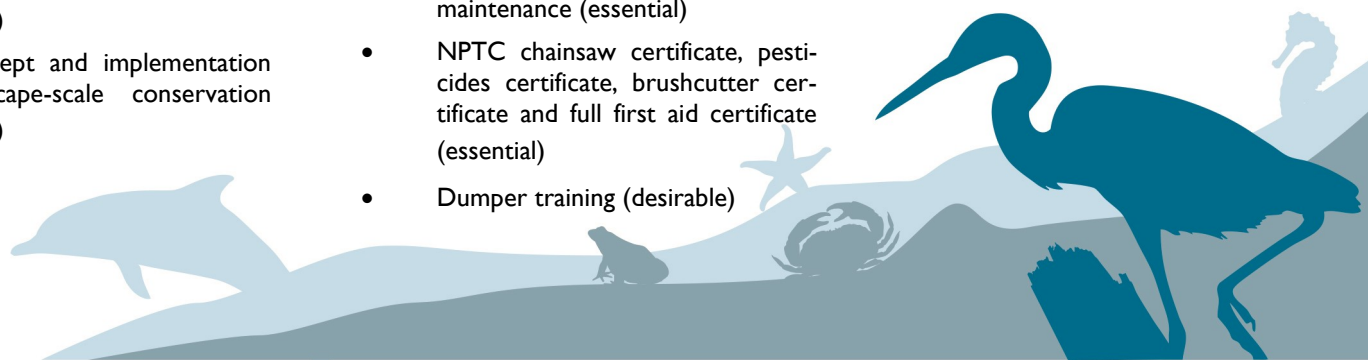 )
ept and implementation
cape-scale conservation
)
maintenance (essential)
• NPTC chainsaw certificate, pesti-
cides certificate, brushcutter cer-
tificate and full first aid certificate
(essential)
• Dumper training (desirable)